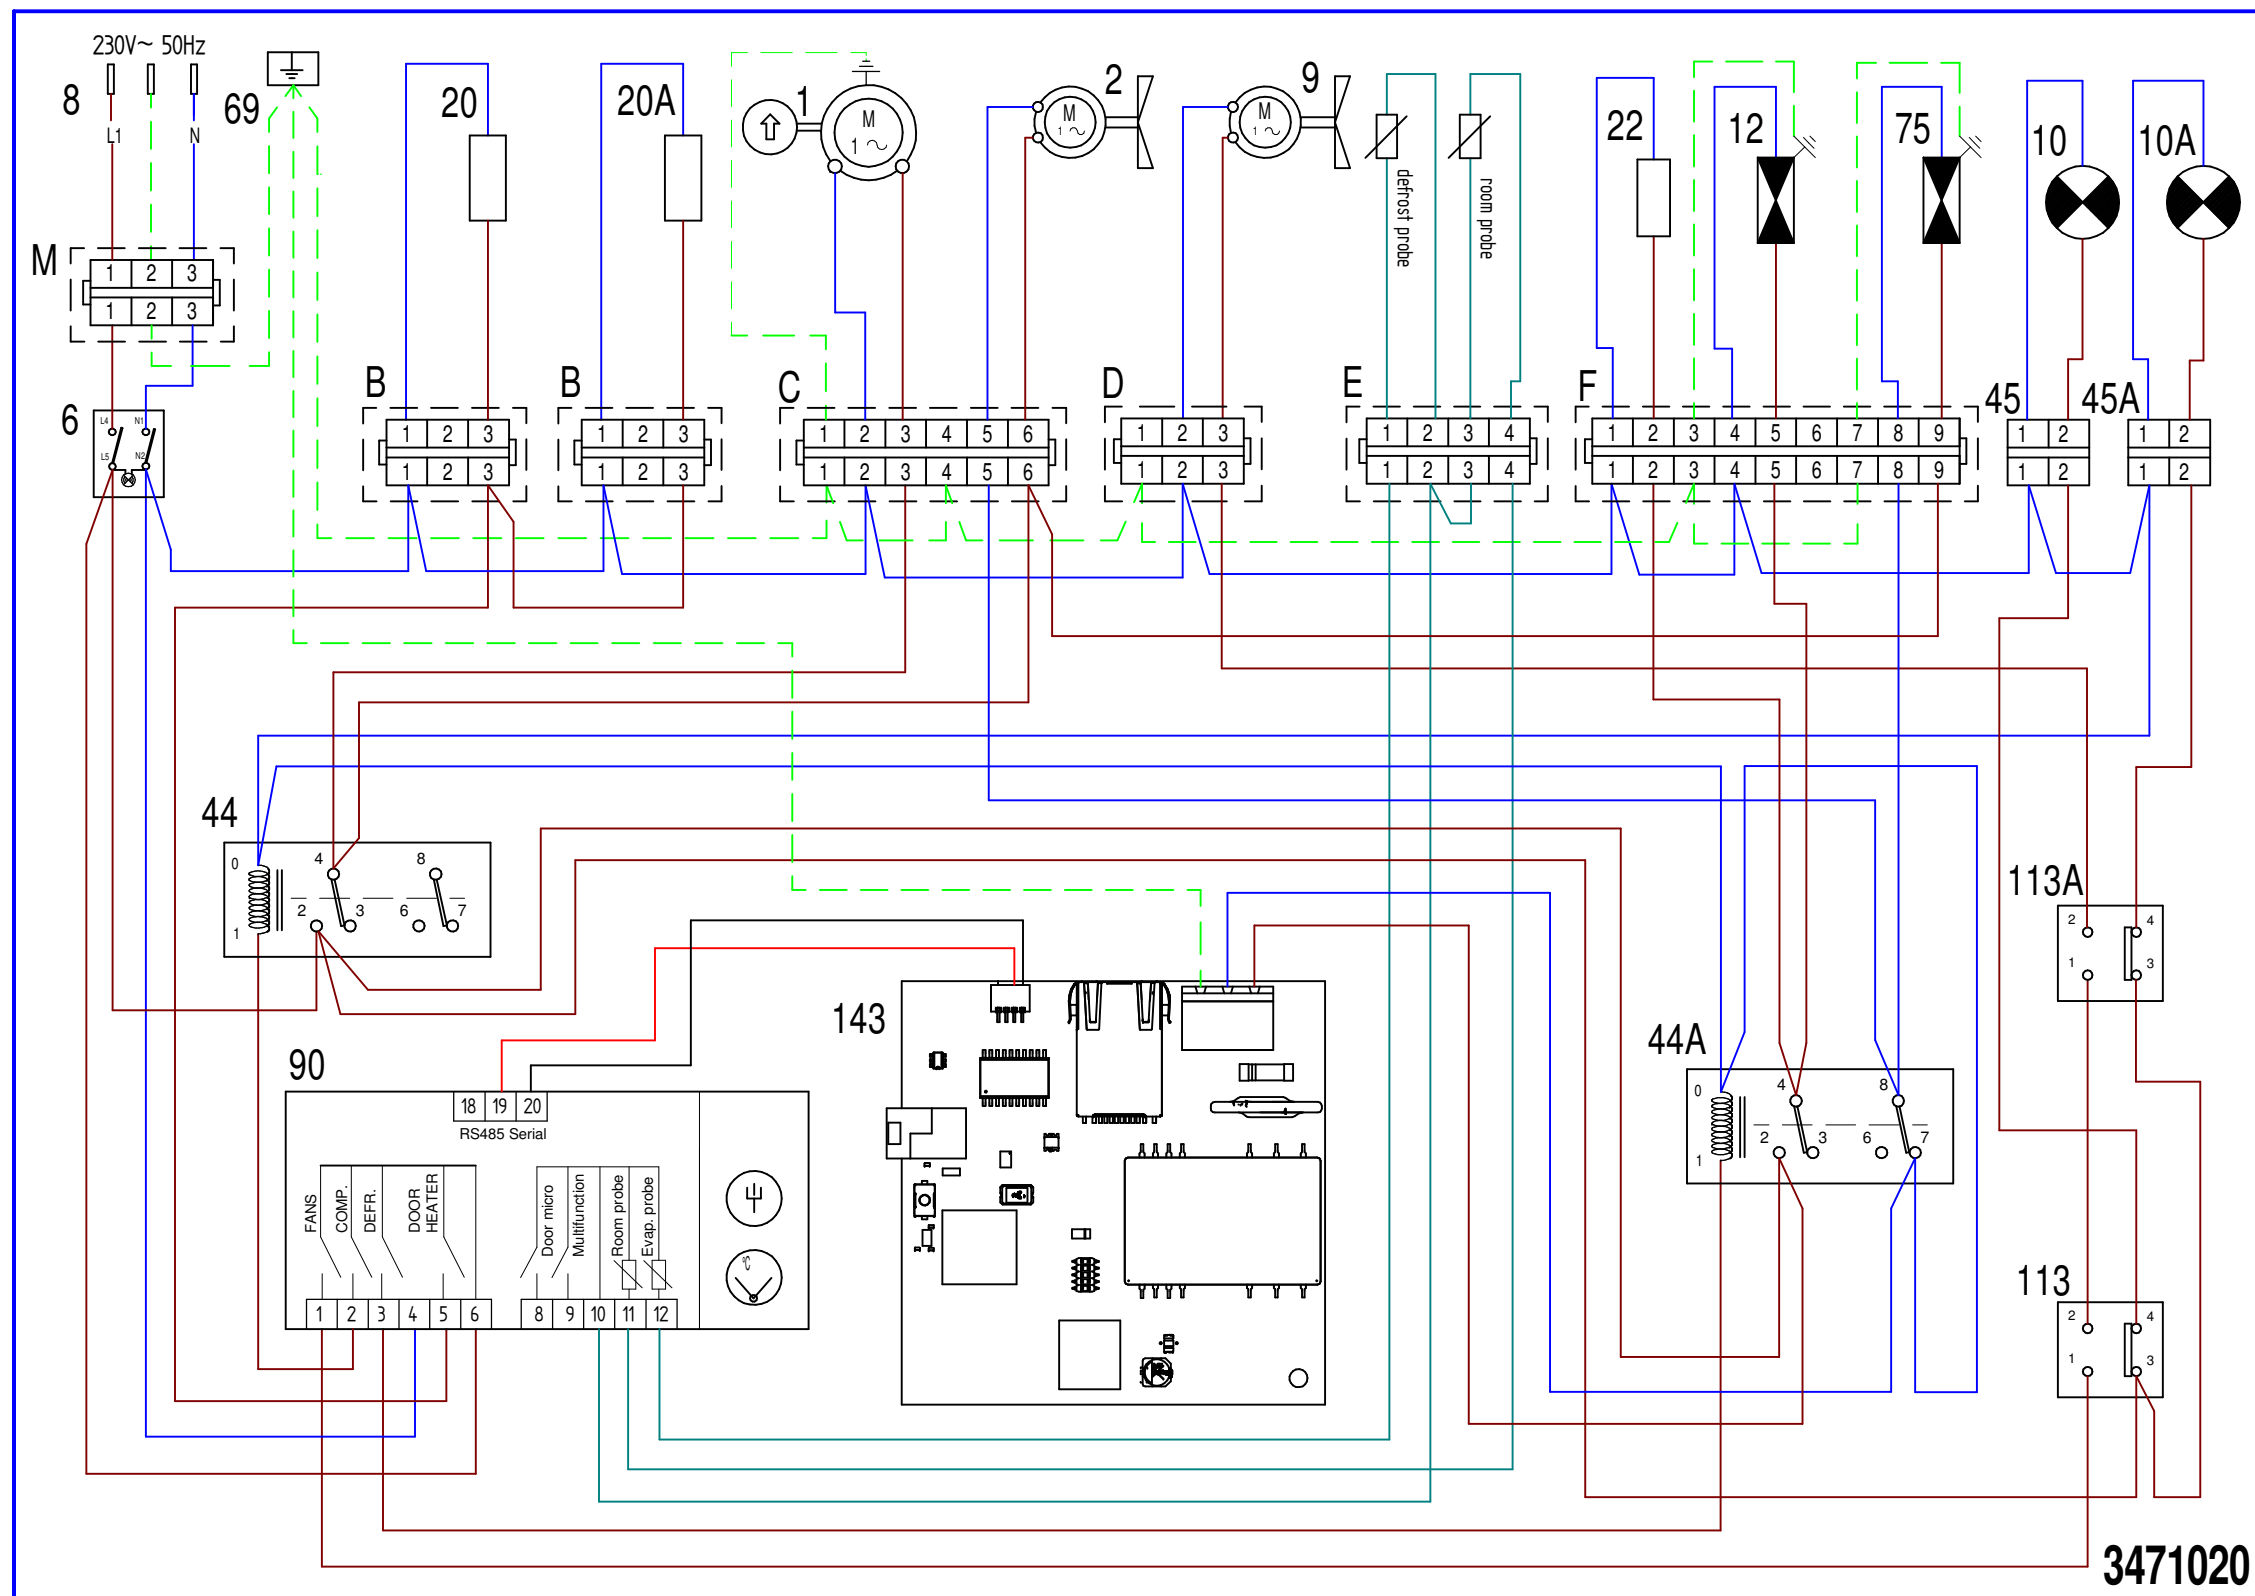 230V~ 50Hz
8
L1
N
69
20
20A
1
M
1 ~
2
M
1 ~
9
M
1 ~
defrost probe
room probe
22
12
75
10
10A
M
1 2 3
1 2 3
6
L4 N1
L5 N2
B
1 2 3
1 2 3
B
1 2 3
1 2 3
C
1 2 3 4 5 6
1 2 3 4 5 6
D
1 2 3
1 2 3
E
1 2 3 4
1 2 3 4
F
1 2 3 4 5 6 7 8 9
1 2 3 4 5 6 7 8 9
45
1 2
1 2
45A
1 2
1 2
44
0 4 8
2 3 6 7
1
113A
2 4
1 3
143
44A
0 4 8
2 3 6 7
1
90
18 19 20
RS485 Serial
FANS
COMP.
DEFR.
DOOR
HEATER
Door micro
Multifunction
Room probe
Evap. probe
°C
1 2 3 4 5 6
8 9 10 11 12
113
2 4
1 3
3471020